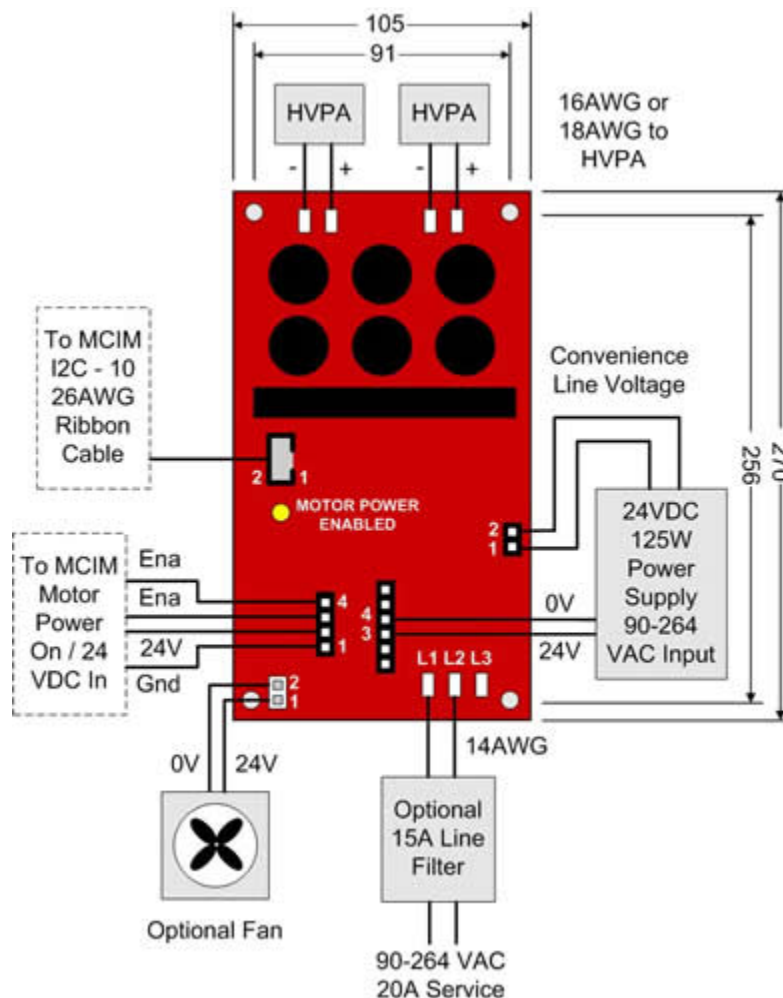 105
91
HVPA
HVPA
16AWG or
18AWG to
HVPA
- +
- +
To MCIM
I2C - 10
26AWG
Ribbon
Cable
2 1
MOTOR POWER
ENABLED
Convenience
Line Voltage
2
1
256
270
24VDC
125W
Power
Supply
90-264
VAC Input
To MCIM
Motor
Power
On / 24
VDC In
Ena
Ena
24V
Gnd
4
1
4
3
0V
24V
L1 L2 L3
2
1
14AWG
0V 24V
Optional
15A Line
Filter
Optional Fan
90-264 VAC
20A Service